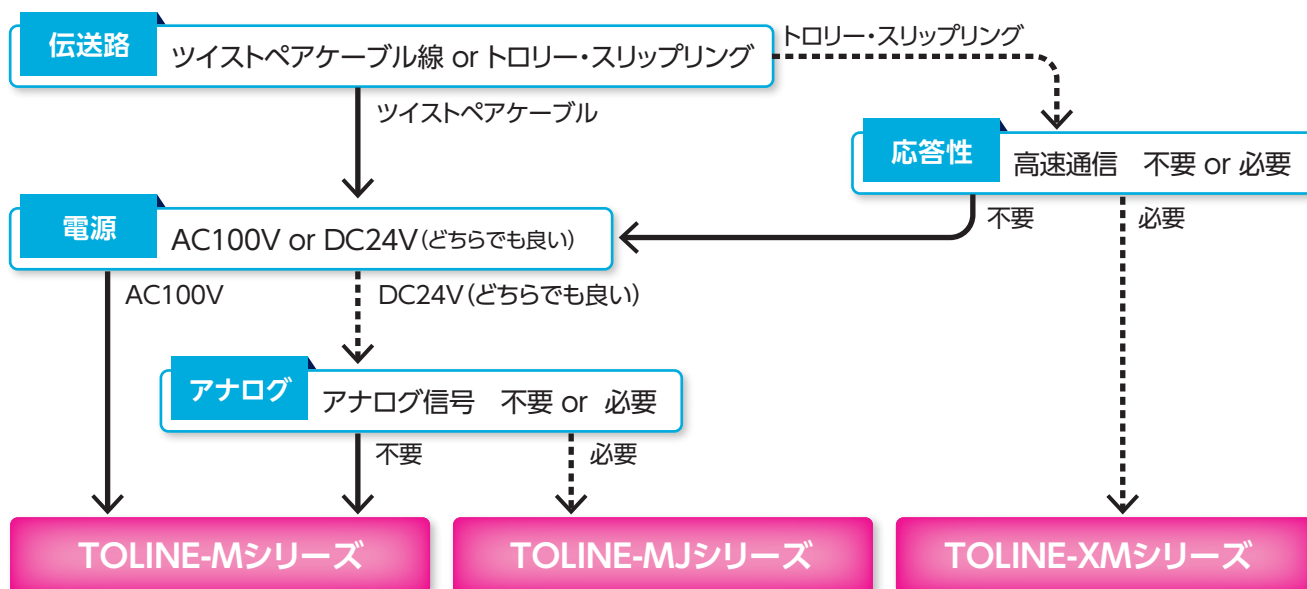 伝送路
ツイストペアケーブル線 or トロリー・スリップリング
トロリー・スリップリング
ツイストペアケーブル
応答性
高速通信　不要 or 必要
不要
必要
電源
AC100V or DC24V(どちらでも良い)
AC100V
DC24V(どちらでも良い)
アナログ
アナログ信号　不要 or 必要
不要
必要
TOLINE-Mシリーズ
TOLINE-MJシリーズ
TOLINE-XMシリーズ